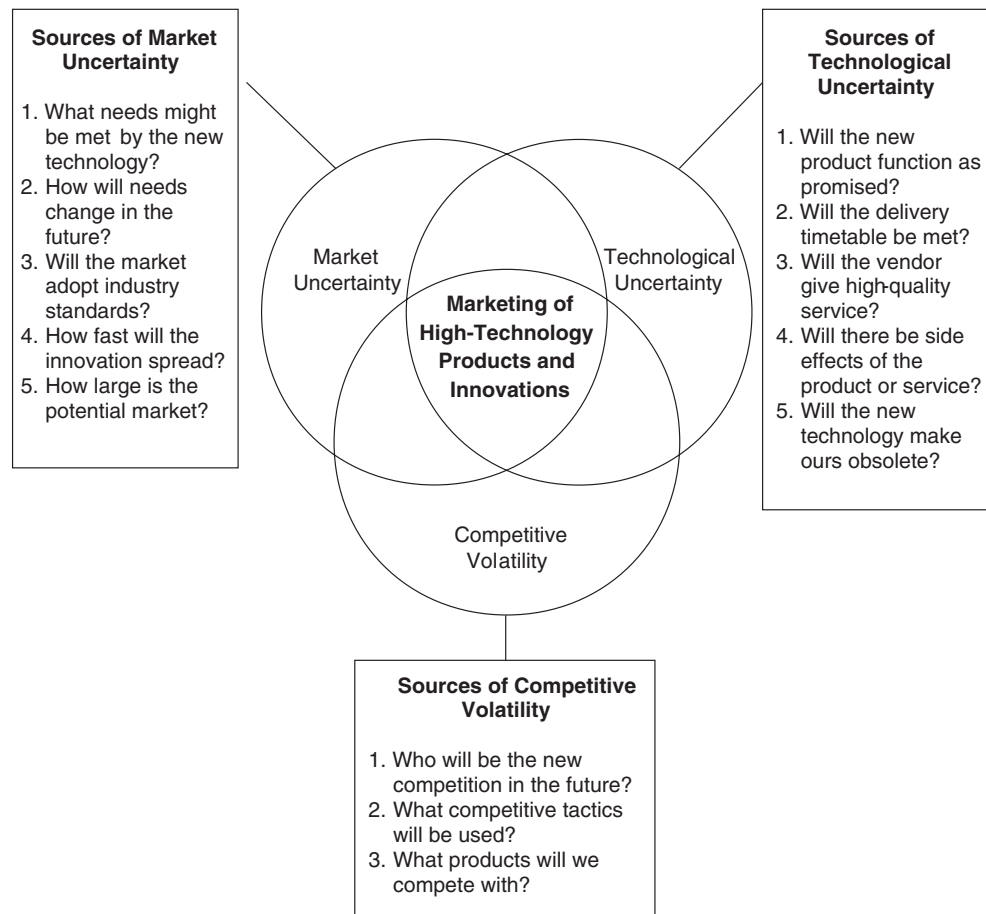 Sources of Market
Uncertainty
1. What needs might
be met by the new
technology?
2. How will needs
change in the
future?
3. Will the market
adopt industry
standards?
4. How fast will the
innovation spread?
5. How large is the
potential market?
Sources of
Technological
Uncertainty
1. Will the new
product function as
promised?
2. Will the delivery
timetable be met?
3. Will the vendor
give high-quality
service?
4. Will there be side
effects of the
product or service?
5. Will the new
technology make
ours obsolete?
Market
Uncertainty
Technological
Uncertainty
Marketing of
High-Technology
Products and
Innovations
Competitive
Volatility
Sources of Competitive
Volatility
1. Who will be the new
competition in the future?
2. What competitive tactics
will be used?
3. What products will we
compete with?